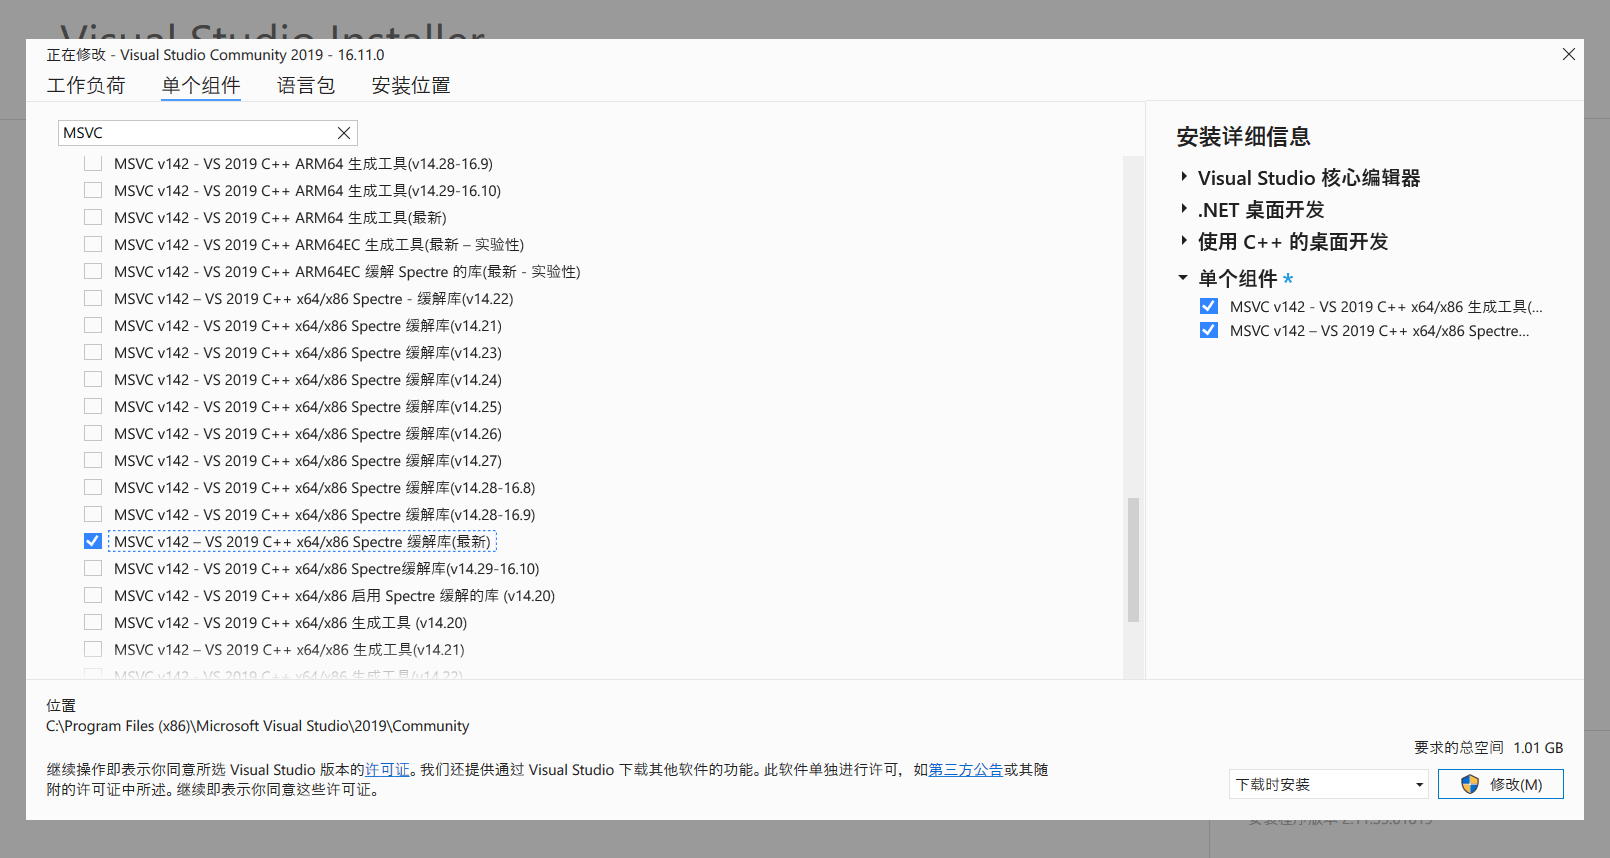 Visual Studio Installer
正在修改 - Visual Studio Community 2019 - 16.11.0
工作负荷 单个组件 语言包 安装位置
MSVC
MSVC v142 - VS 2019 C++ ARM64 生成工具(v14.28-16.9)
MSVC v142 - VS 2019 C++ ARM64 生成工具(v14.29-16.10)
MSVC v142 - VS 2019 C++ ARM64 生成工具(最新)
MSVC v142 - VS 2019 C++ ARM64EC 生成工具(最新 – 实验性)
MSVC v142 - VS 2019 C++ ARM64EC 缓解 Spectre 的库(最新 - 实验性)
MSVC v142 – VS 2019 C++ x64/x86 Spectre - 缓解库(v14.22)
MSVC v142 - VS 2019 C++ x64/x86 Spectre 缓解库(v14.21)
MSVC v142 - VS 2019 C++ x64/x86 Spectre 缓解库(v14.23)
MSVC v142 - VS 2019 C++ x64/x86 Spectre 缓解库(v14.24)
MSVC v142 - VS 2019 C++ x64/x86 Spectre 缓解库(v14.25)
MSVC v142 - VS 2019 C++ x64/x86 Spectre 缓解库(v14.26)
MSVC v142 - VS 2019 C++ x64/x86 Spectre 缓解库(v14.27)
MSVC v142 - VS 2019 C++ x64/x86 Spectre 缓解库(v14.28-16.8)
MSVC v142 - VS 2019 C++ x64/x86 Spectre 缓解库(v14.28-16.9)
MSVC v142 – VS 2019 C++ x64/x86 Spectre 缓解库(最新)
MSVC v142 - VS 2019 C++ x64/x86 Spectre缓解库(v14.29-16.10)
MSVC v142 - VS 2019 C++ x64/x86 启用 Spectre 缓解的库 (v14.20)
MSVC v142 - VS 2019 C++ x64/x86 生成工具 (v14.20)
MSVC v142 – VS 2019 C++ x64/x86 生成工具(v14.21)
MSVC v142 – VS 2019 C++ x64/x86 生成工具(v14.22)
安装详细信息
Visual Studio 核心编辑器
.NET 桌面开发
使用 C++ 的桌面开发
单个组件 *
MSVC v142 - VS 2019 C++ x64/x86 生成工具(...
MSVC v142 – VS 2019 C++ x64/x86 Spectre...
位置
C:\Program Files (x86)\Microsoft Visual Studio\2019\Community
继续操作即表示你同意所选 Visual Studio 版本的许可证。我们还提供通过 Visual Studio 下载其他软件的功能。此软件单独进行许可，如第三方公告或其随
附的许可证中所述。继续即表示你同意这些许可证。
要求的总空间 1.01 GB
下载时安装
修改(M)